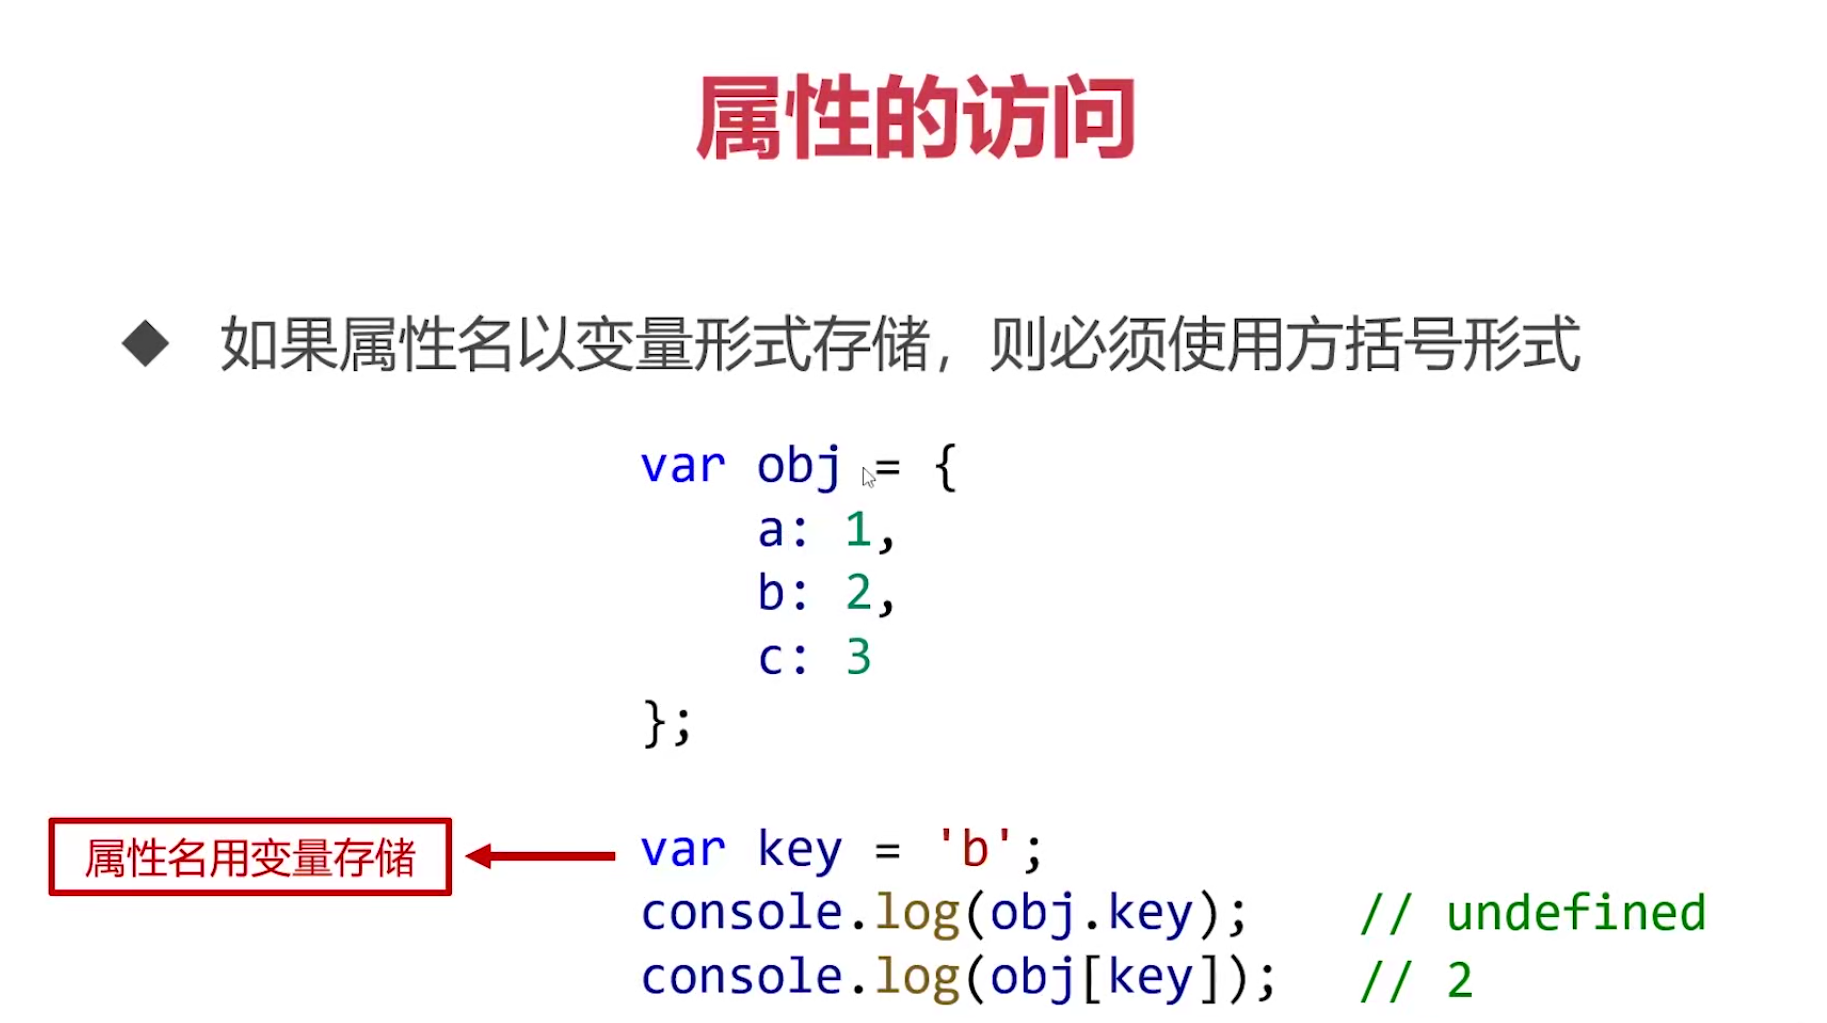 属性的访问
◆ 如果属性名以变量形式存储，则必须使用方括号形式
var obj = {
    a: 1,
    b: 2,
    c: 3
};
属性名用变量存储
var key = 'b';
console.log(obj.key);    // undefined
console.log(obj[key]);   // 2